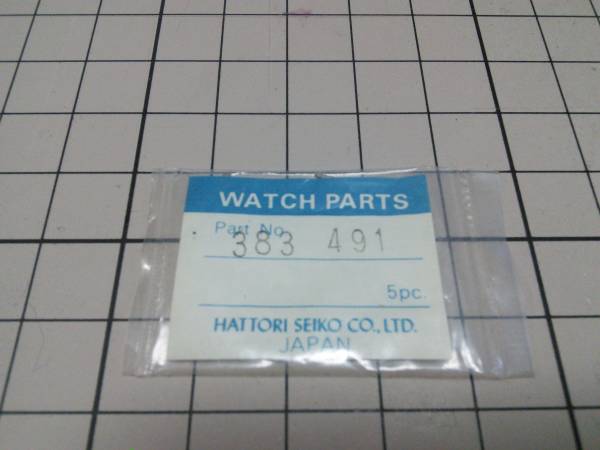 WATCH PARTS
Part No.
383 491
5pc.
HATTORI SEIKO CO., LTD.
JAPAN